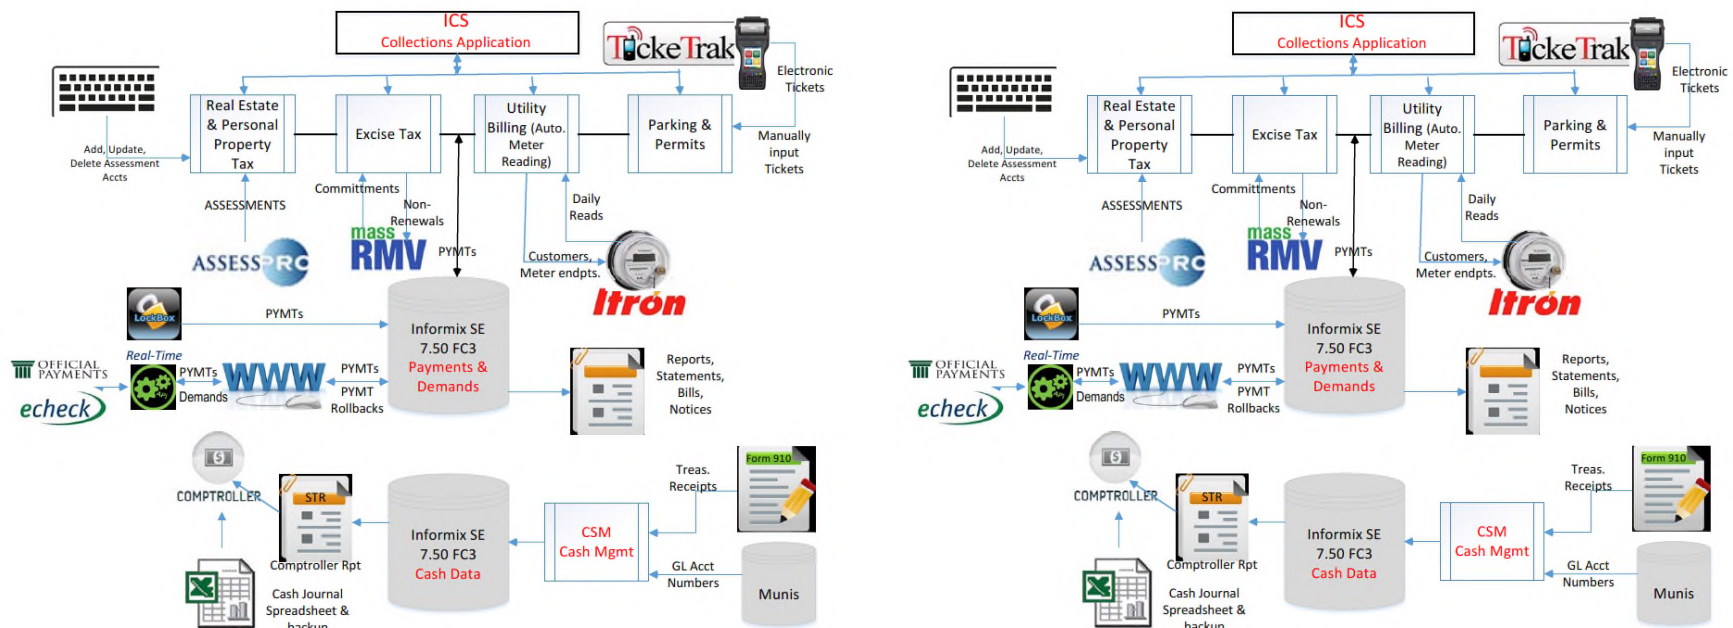 ICS
Collections Application
TickeTrak
Electronic
Tickets
Real Estate
& Personal
Property
Tax
Excise Tax
Utility
Billing (Auto.
Meter
Reading)
Parking &
Permits
Manually
input
Tickets
Add, Update,
Delete Assessment
Accts
ASSESSMENTS
Committments
Non-
Renewals
Daily
Reads
ASSESSPRO
mass
RMV
PYMTs
Customers,
Meter endpts.
Itron
LockBox
PYMTs
Informix SE
7.50 FC3
Payments &
Demands
OFFICIAL
PAYMENTS
echeck
Real-Time
API
PYMTs
Demands
WWW
PYMTs
PYMT
Rollbacks
Reports,
Statements,
Bills,
Notices
COMPTROLLER
STR
Comptroller Rpt
Cash Journal
Spreadsheet &
backup
Informix SE
7.50 FC3
Cash Data
CSM
Cash Mgmt
Treas.
Receipts
Form 910
GL Acct
Numbers
Munis
ICS
Collections Application
TickeTrak
Electronic
Tickets
Real Estate
& Personal
Property
Tax
Excise Tax
Utility
Billing (Auto.
Meter
Reading)
Parking &
Permits
Manually
input
Tickets
Add, Update,
Delete Assessment
Accts
ASSESSMENTS
Committments
Non-
Renewals
Daily
Reads
ASSESSPRO
mass
RMV
PYMTs
Customers,
Meter endpts.
Itron
LockBox
PYMTs
Informix SE
7.50 FC3
Payments &
Demands
OFFICIAL
PAYMENTS
echeck
Real-Time
API
PYMTs
Demands
WWW
PYMTs
PYMT
Rollbacks
Reports,
Statements,
Bills,
Notices
COMPTROLLER
STR
Comptroller Rpt
Cash Journal
Spreadsheet &
backup
Informix SE
7.50 FC3
Cash Data
CSM
Cash Mgmt
Treas.
Receipts
Form 910
GL Acct
Numbers
Munis